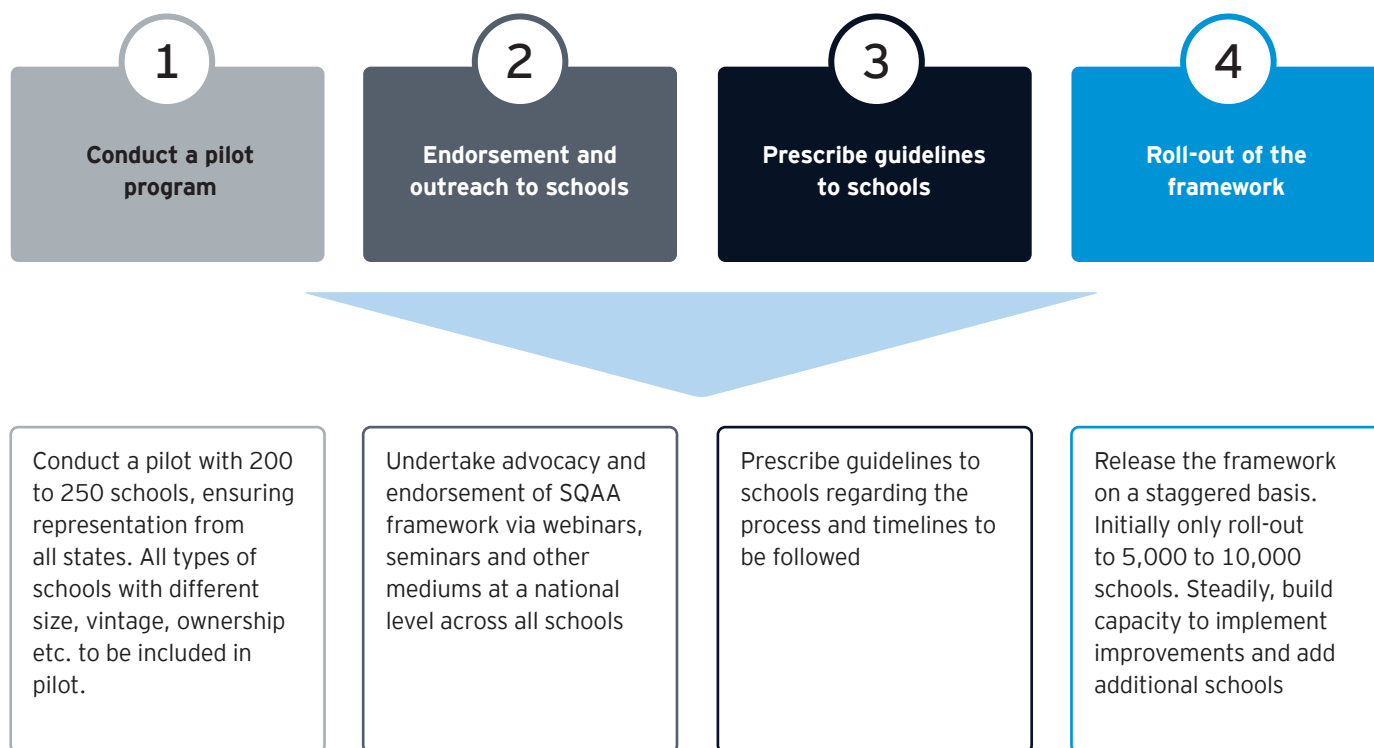 1
Conduct a pilot
program
2
Endorsement and
outreach to schools
3
Prescribe guidelines
to schools
4
Roll-out of the
framework
Conduct a pilot with 200
to 250 schools, ensuring
representation from
all states. All types of
schools with different
size, vintage, ownership
etc. to be included in
pilot.
Undertake advocacy and
endorsement of SQAA
framework via webinars,
seminars and other
mediums at a national
level across all schools
Prescribe guidelines to
schools regarding the
process and timelines to
be followed
Release the framework
on a staggered basis.
Initially only roll-out
to 5,000 to 10,000
schools. Steadily, build
capacity to implement
improvements and add
additional schools